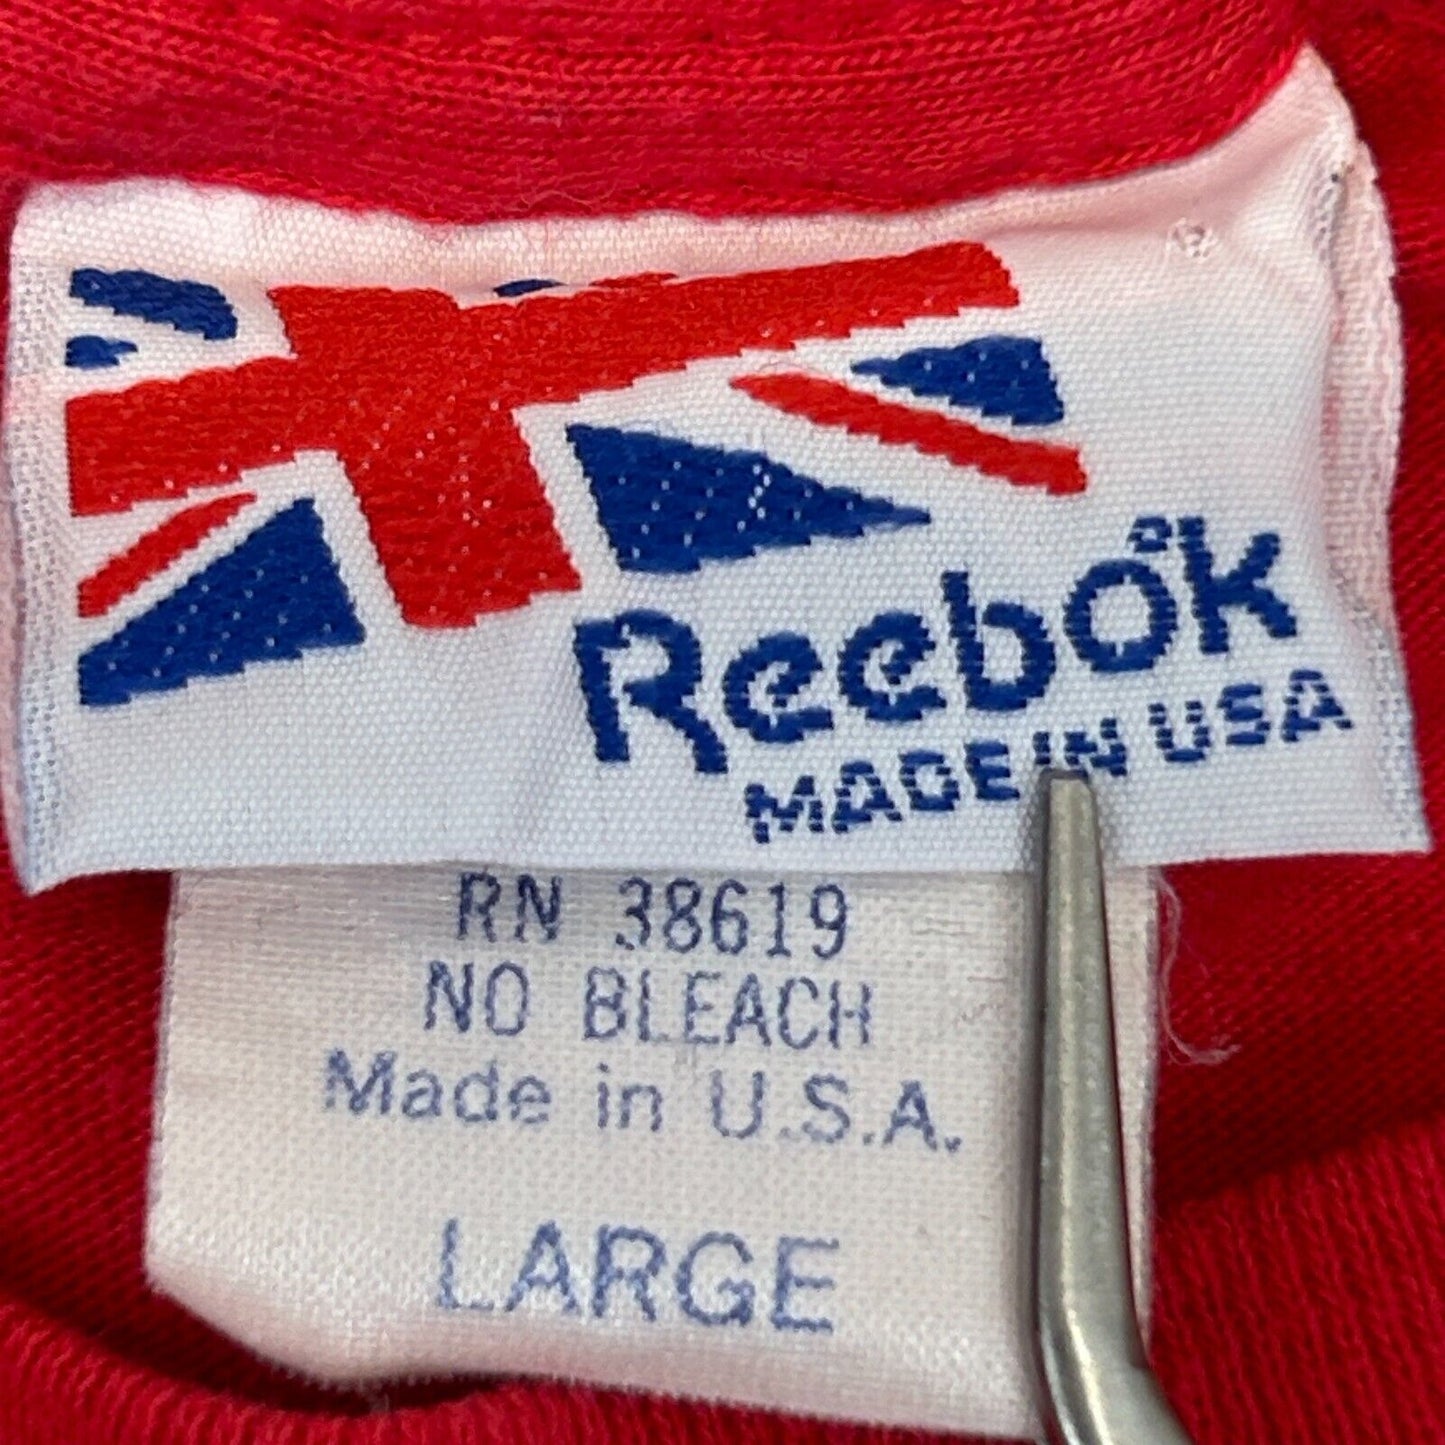 Reebok
MADE IN USA
RN 38619
NO BLEACH
Made in U.S.A.
LARGE